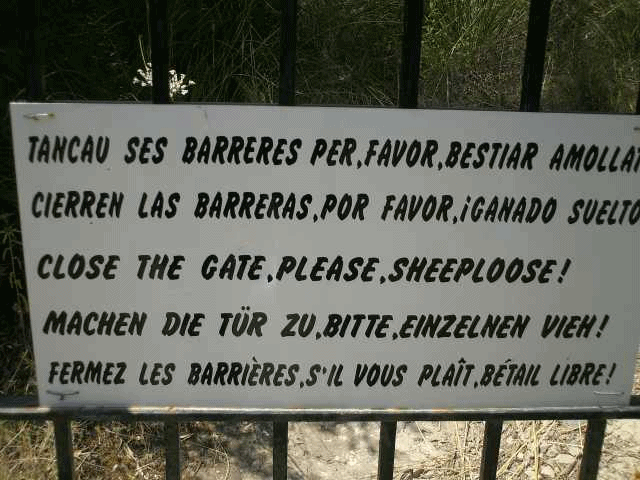 TANCAU SES BARRERES PER, FAVOR, BESTIAR AMOLLAT
CIERREN LAS BARRERAS, POR FAVOR, ¡GANADO SUELTO
CLOSE THE GATE, PLEASE, SHEEPLOOSE!
MACHEN DIE TÜR ZU, BITTE, EINZELNEN VIEH!
FERMEZ LES BARRIÈRES, S'IL VOUS PLAÎT, BÉTAIL LIBRE!